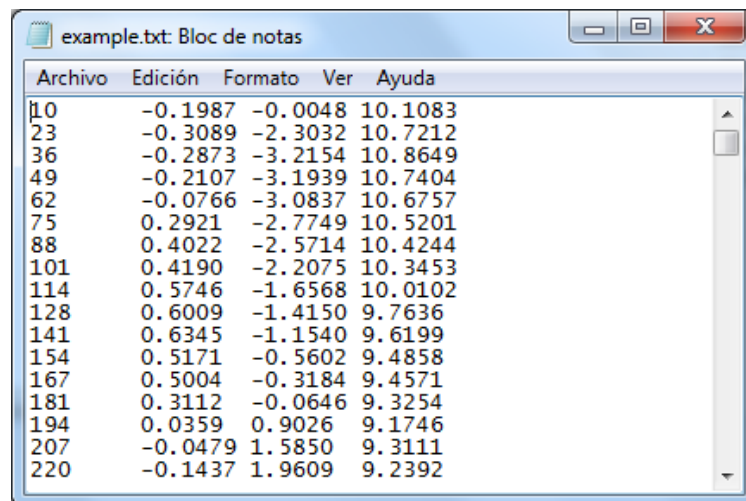 example.txt: Bloc de notas
Archivo Edición Formato Ver Ayuda
10 -0.1987 -0.0048 10.1083
23 -0.3089 -2.3032 10.7212
36 -0.2873 -3.2154 10.8649
49 -0.2107 -3.1939 10.7404
62 -0.0766 -3.0837 10.6757
75 0.2921 -2.7749 10.5201
88 0.4022 -2.5714 10.4244
101 0.4190 -2.2075 10.3453
114 0.5746 -1.6568 10.0102
128 0.6009 -1.4150 9.7636
141 0.6345 -1.1540 9.6199
154 0.5171 -0.5602 9.4858
167 0.5004 -0.3184 9.4571
181 0.3112 -0.0646 9.3254
194 0.0359 0.9026 9.1746
207 -0.0479 1.5850 9.3111
220 -0.1437 1.9609 9.2392